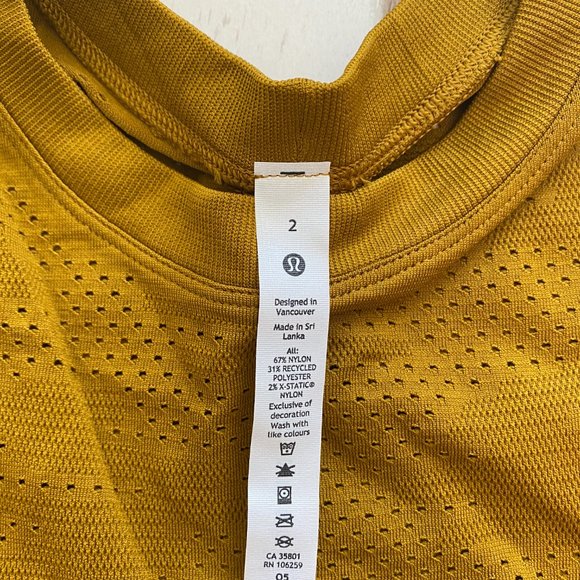 2
Designed in
Vancouver
Made in Sri
Lanka
All:
67% NYLON
31% RECYCLED
POLYESTER
2% X-STATIC®
NYLON
Exclusive of
decoration
Wash with
like colours
CA 35801
RN 106259
05